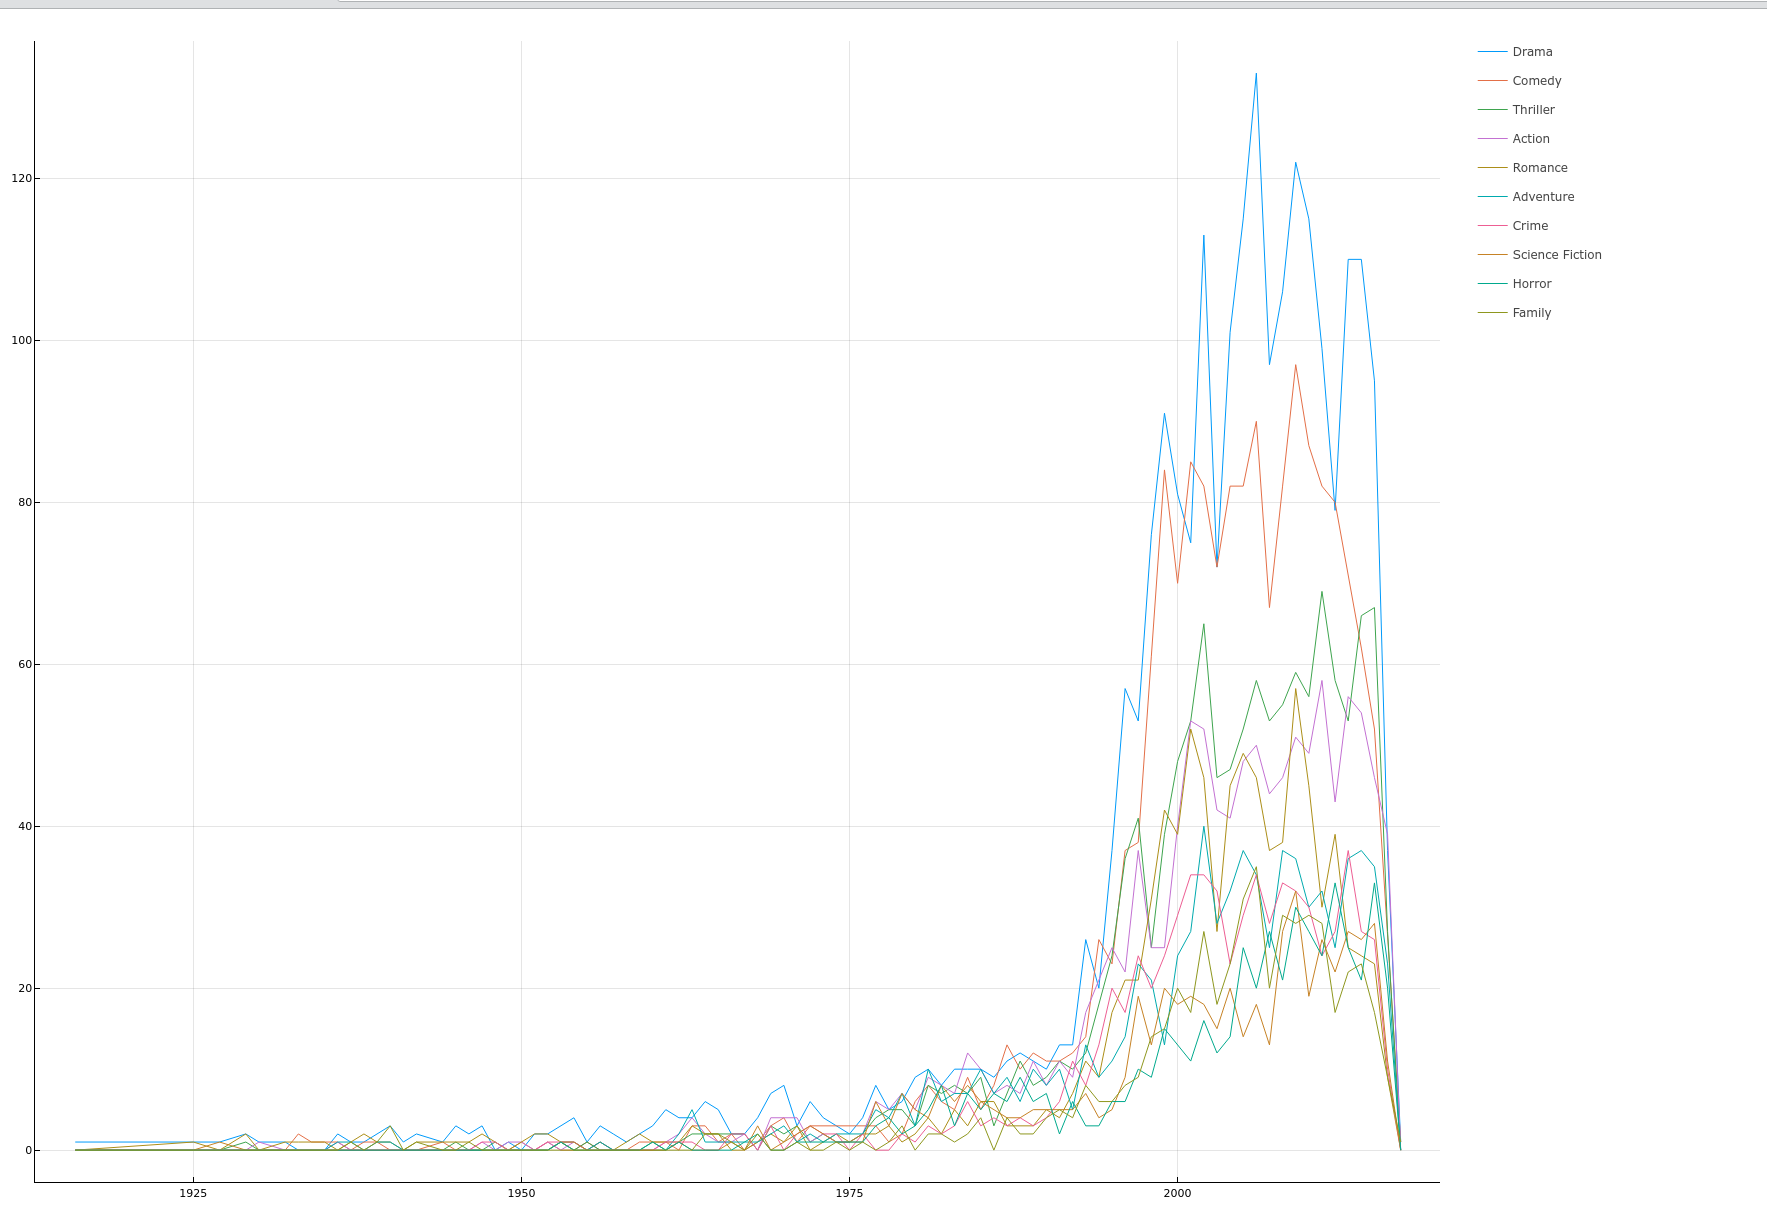 Drama
Comedy
Thriller
Action
Romance
Adventure
Crime
Science Fiction
Horror
Family
120
100
80
60
40
20
0
1925 1950 1975 2000